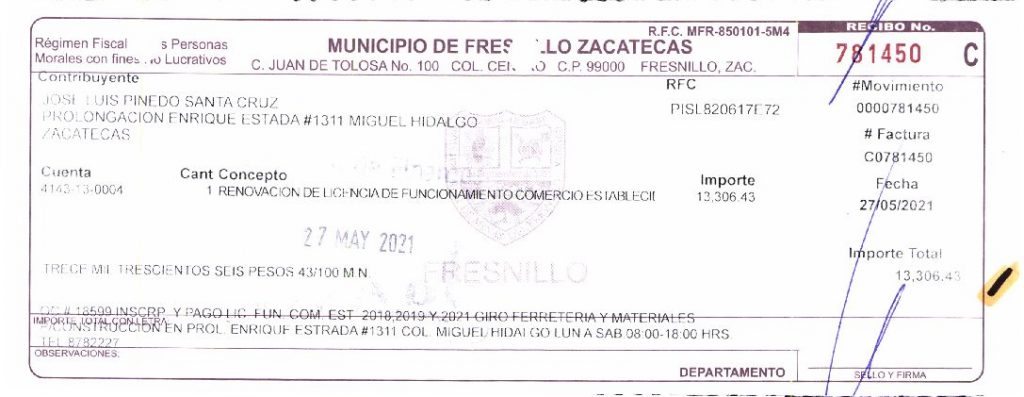 R.F.C. MFR-850101-5M4
RECIBO No.
Régimen Fiscal s Personas
Morales con fines Lucrativos
MUNICIPIO DE FRES LO ZACATECAS
C. JUAN DE TOLOSA No. 100 COL. C.P. 99000 FRESNILLO, ZAC.
781450 C
Contribuyente
RFC
#Movimiento
JOSE LUIS PINEDO SANTA CRUZ
PISL820617E72
0000781450
PROLONGACION ENRIQUE ESTADA #1311 MIGUEL HIDALGO
ZACATECAS
# Factura
C0781450
Cuenta
Cant Concepto
Importe
Fecha
4143-13-0004
1 RENOVACION DE LICENCIA DE FUNCIONAMIENTO COMERCIO ESTABLECI
13,306.43
27/05/2021
27 MAY 2021
Importe Total
13,306.43
TRECE MIL TRESCIENTOS SEIS PESOS 43/100 M.N.
FRESNILLO
18599 INSCRP Y PAGO LIC FUN COM EST 2018,2019 Y 2021 GIRO FERRETERIA Y MATERIALES
IMPORTE TOTAL CON LETRA
EN PROL ENRIQUE ESTRADA #1311 COL. MIGUEL HIDALGO LUN A SAB 08:00-18:00 HRS
TEL 8782227
OBSERVACIONES:
DEPARTAMENTO
SELLO Y FIRMA